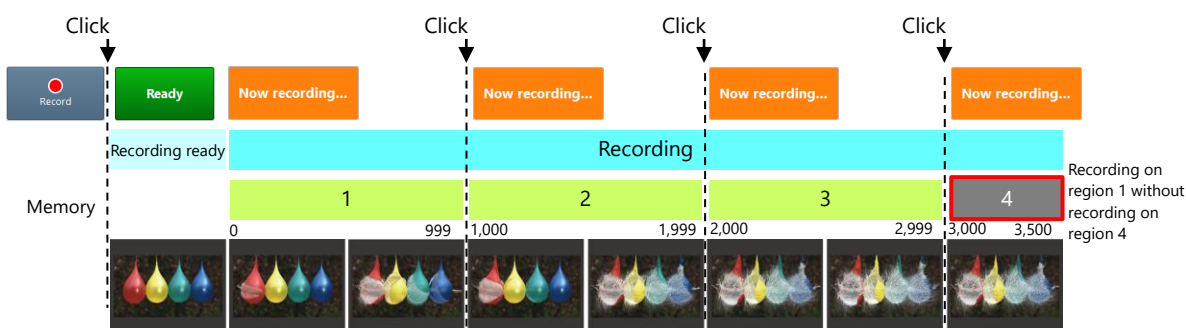 Click Click Click Click
Record Ready Now recording... Now recording... Now recording... Now recording...
Recording ready Recording
Memory 1 2 3 4
Recording on
region 1 without
recording on
region 4
0 999 1,000 1,999 2,000 2,999 3,000 3,500